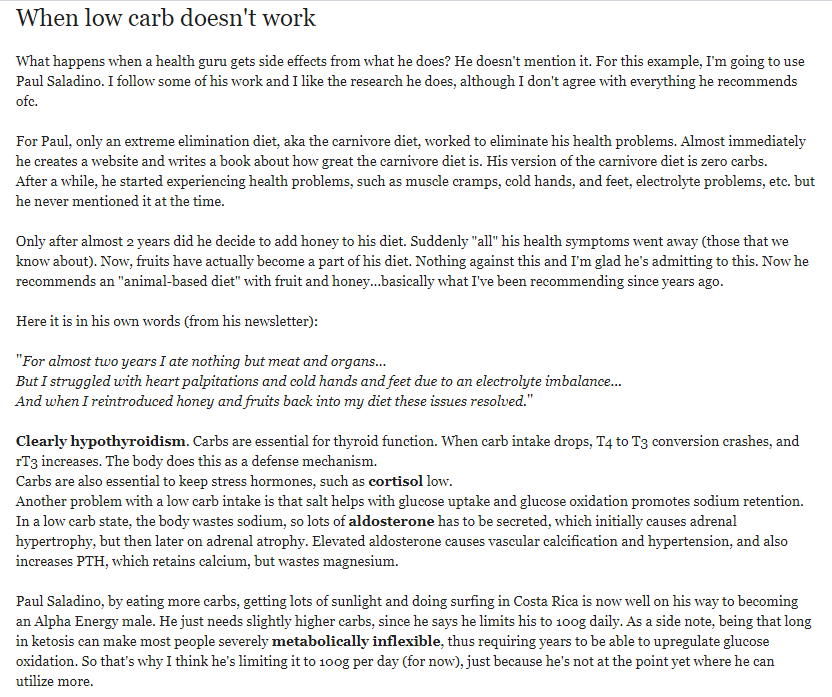 When low carb doesn't work
What happens when a health guru gets side effects from what he does? He doesn't mention it. For this example, I'm going to use
Paul Saladino. I follow some of his work and I like the research he does, although I don't agree with everything he recommends
ofc.
For Paul, only an extreme elimination diet, aka the carnivore diet, worked to eliminate his health problems. Almost immediately
he creates a website and writes a book about how great the carnivore diet is. His version of the carnivore diet is zero carbs.
After a while, he started experiencing health problems, such as muscle cramps, cold hands, and feet, electrolyte problems, etc. but
he never mentioned it at the time.
Only after almost 2 years did he decide to add honey to his diet. Suddenly "all" his health symptoms went away (those that we
know about). Now, fruits have actually become a part of his diet. Nothing against this and I'm glad he's admitting to this. Now he
recommends an "animal-based diet" with fruit and honey...basically what I've been recommending since years ago.
Here it is in his own words (from his newsletter):
"For almost two years I ate nothing but meat and organs...
But I struggled with heart palpitations and cold hands and feet due to an electrolyte imbalance...
And when I reintroduced honey and fruits back into my diet these issues resolved."
Clearly hypothyroidism. Carbs are essential for thyroid function. When carb intake drops, T4 to T3 conversion crashes, and
rT3 increases. The body does this as a defense mechanism.
Carbs are also essential to keep stress hormones, such as cortisol low.
Another problem with a low carb intake is that salt helps with glucose uptake and glucose oxidation promotes sodium retention.
In a low carb state, the body wastes sodium, so lots of aldosterone has to be secreted, which initially causes adrenal
hypertrophy, but then later on adrenal atrophy. Elevated aldosterone causes vascular calcification and hypertension, and also
increases PTH, which retains calcium, but wastes magnesium.
Paul Saladino, by eating more carbs, getting lots of sunlight and doing surfing in Costa Rica is now well on his way to becoming
an Alpha Energy male. He just needs slightly higher carbs, since he says he limits his to 100g daily. As a side note, being that long
in ketosis can make most people severely metabolically inflexible, thus requiring years to be able to upregulate glucose
oxidation. So that's why I think he's limiting it to 100g per day (for now), just because he's not at the point yet where he can
utilize more.